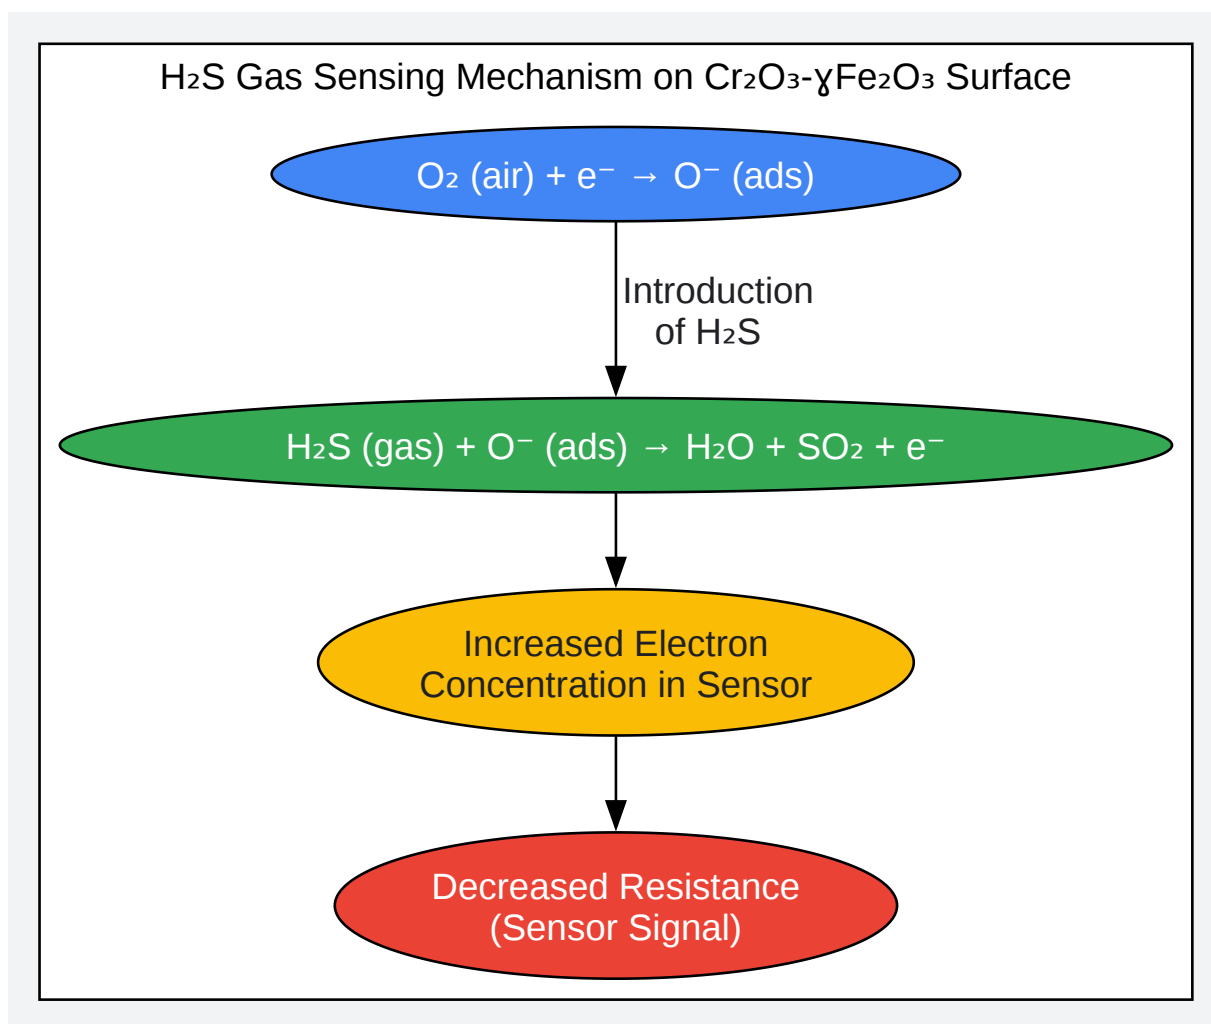 H₂S Gas Sensing Mechanism on Cr₂O₃-ɣFe₂O₃ Surface
O₂ (air) + e⁻ → O⁻ (ads)
Introduction
of H₂S
H₂S (gas) + O⁻ (ads) → H₂O + SO₂ + e⁻
Increased Electron
Concentration in Sensor
Decreased Resistance
(Sensor Signal)